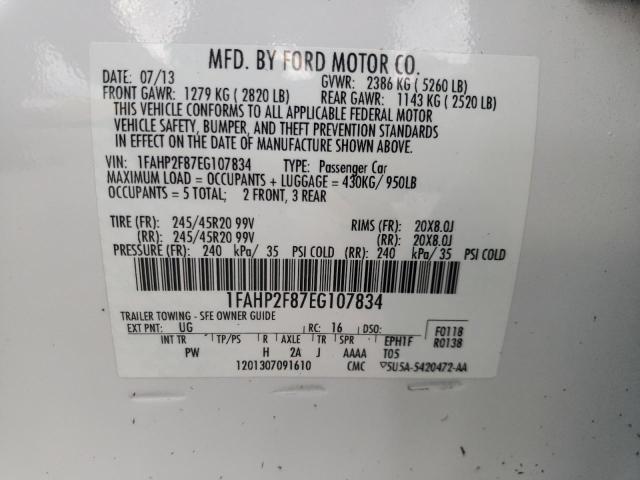 MFD. BY FORD MOTOR CO.
DATE: 07/13 GVWR: 2386 KG ( 5260 LB)
FRONT GAWR: 1279 KG ( 2820 LB) REAR GAWR: 1143 KG ( 2520 LB)
THIS VEHICLE CONFORMS TO ALL APPLICABLE FEDERAL MOTOR
VEHICLE SAFETY, BUMPER, AND THEFT PREVENTION STANDARDS
IN EFFECT ON THE DATE OF MANUFACTURE SHOWN ABOVE.
VIN: 1FAHP2F87EG107834 TYPE: Passenger Car
MAXIMUM LOAD = OCCUPANTS + LUGGAGE = 430KG/ 950LB
OCCUPANTS = 5 TOTAL; 2 FRONT, 3 REAR
TIRE (FR): 245/45R20 99V RIMS (FR): 20X8.0J
(RR): 245/45R20 99V (RR): 20X8.0J
PRESSURE (FR): 240 kPa/ 35 PSI COLD (RR): 240 kPa/ 35 PSI COLD
1FAHP2F87EG107834
TRAILER TOWING - SEE OWNER GUIDE
EXT PNT: UG RC: 16 DSO: F0118
INT TR TP/PS R AXLE TR SPR EPH1F R0138
PW H 2A J AAAA T05
1201307091610 CMC ▽5U5A-5420472-AA